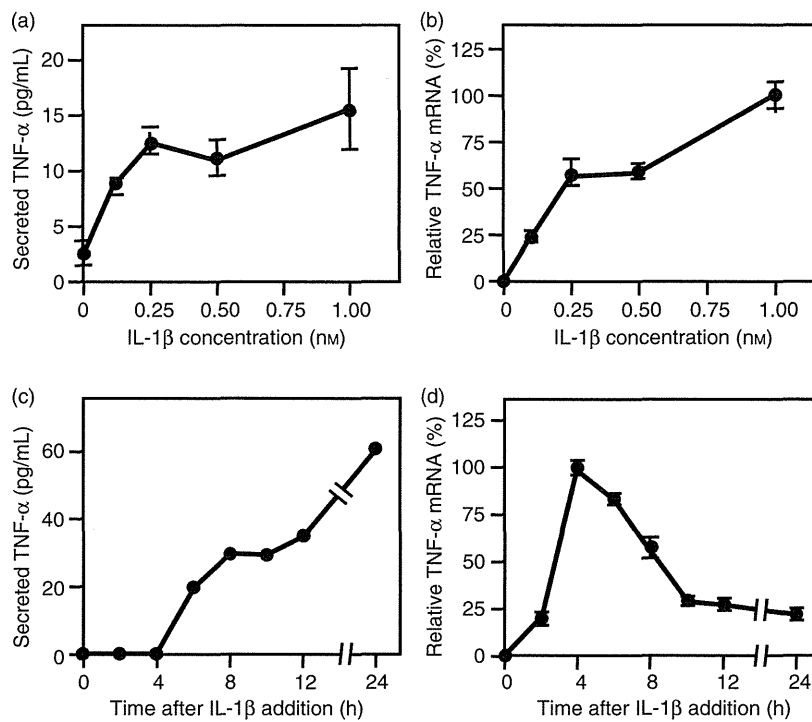 (a)
Secreted TNF-α (pg/mL)
20
15
10
5
0
0 0.25 0.50 0.75 1.00
IL-1β concentration (nM)
(b)
Relative TNF-α mRNA (%)
125
100
75
50
25
0
0 0.25 0.50 0.75 1.00
IL-1β concentration (nM)
(c)
Secreted TNF-α (pg/mL)
60
40
20
0
0 4 8 12 24
Time after IL-1β addition (h)
(d)
Relative TNF-α mRNA (%)
125
100
75
50
25
0
0 4 8 12 24
Time after IL-1β addition (h)